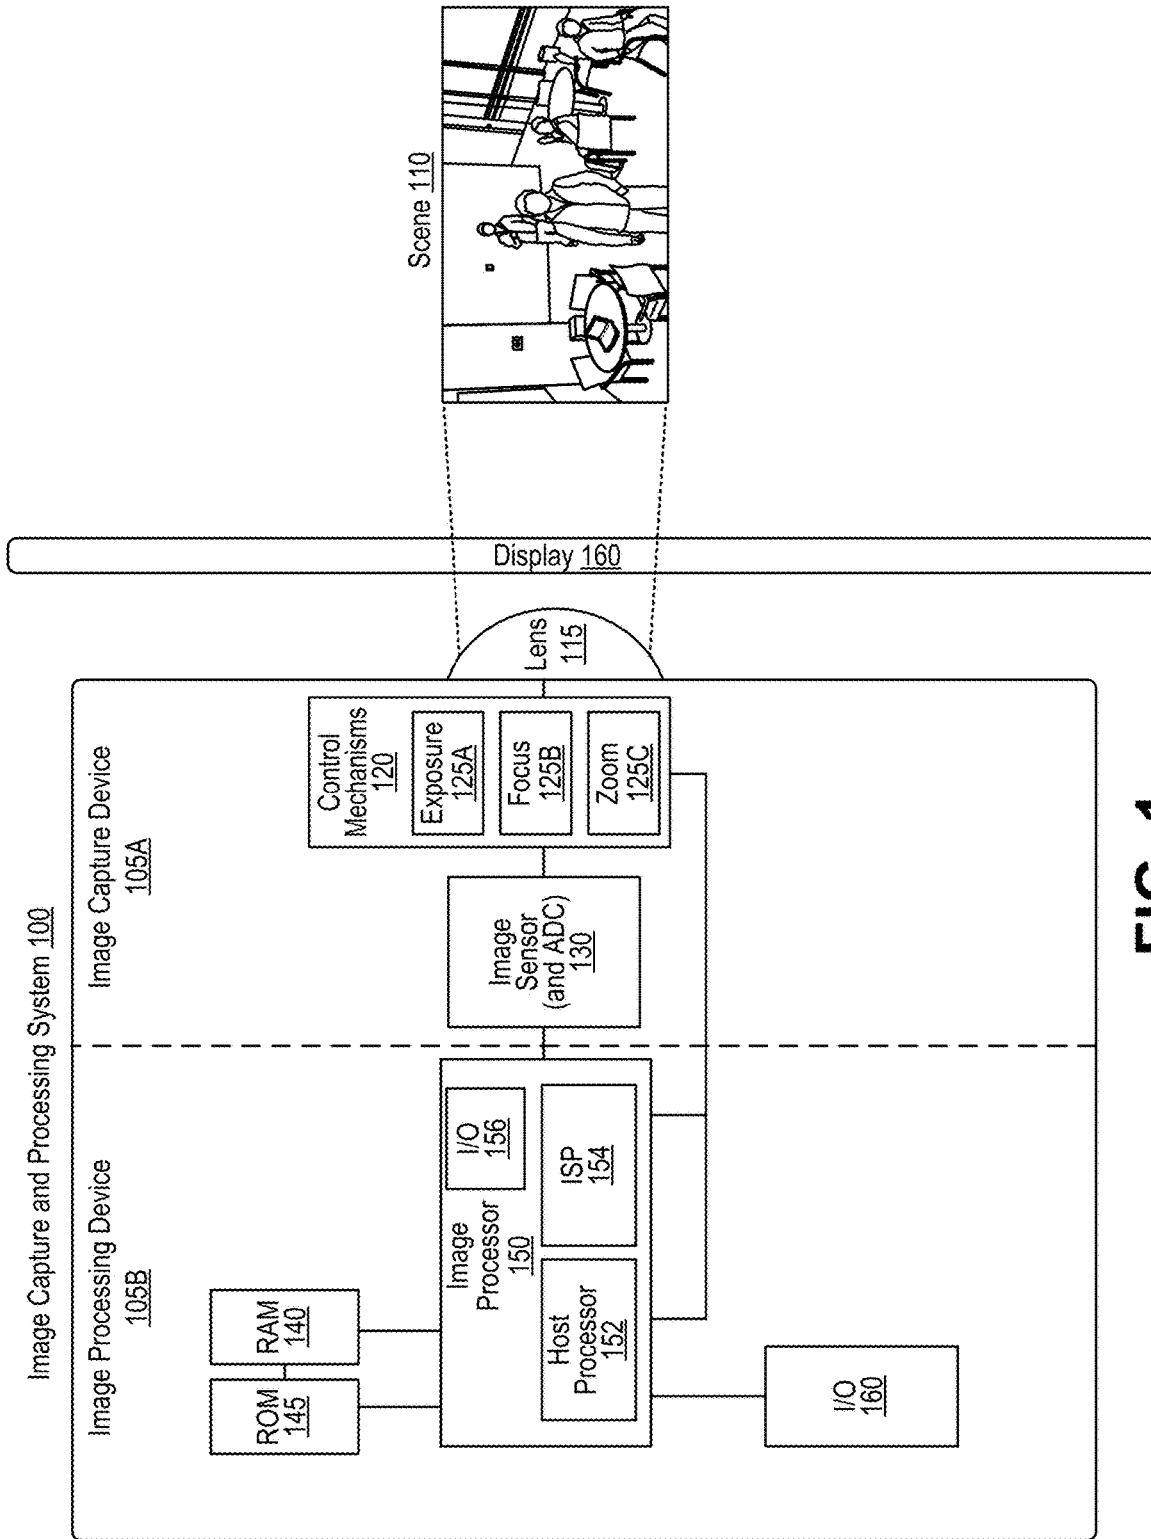 Image Capture and Processing System 100
Image Processing Device
105B
Image Capture Device
105A
ROM
145
RAM
140
Image
Processor
150
I/O
156
Host
Processor
152
ISP
154
I/O
160
Image
Sensor
(and ADC)
130
Control
Mechanisms
120
Exposure
125A
Focus
125B
Zoom
125C
Lens
115
Display 160
Scene 110
FIG. 1